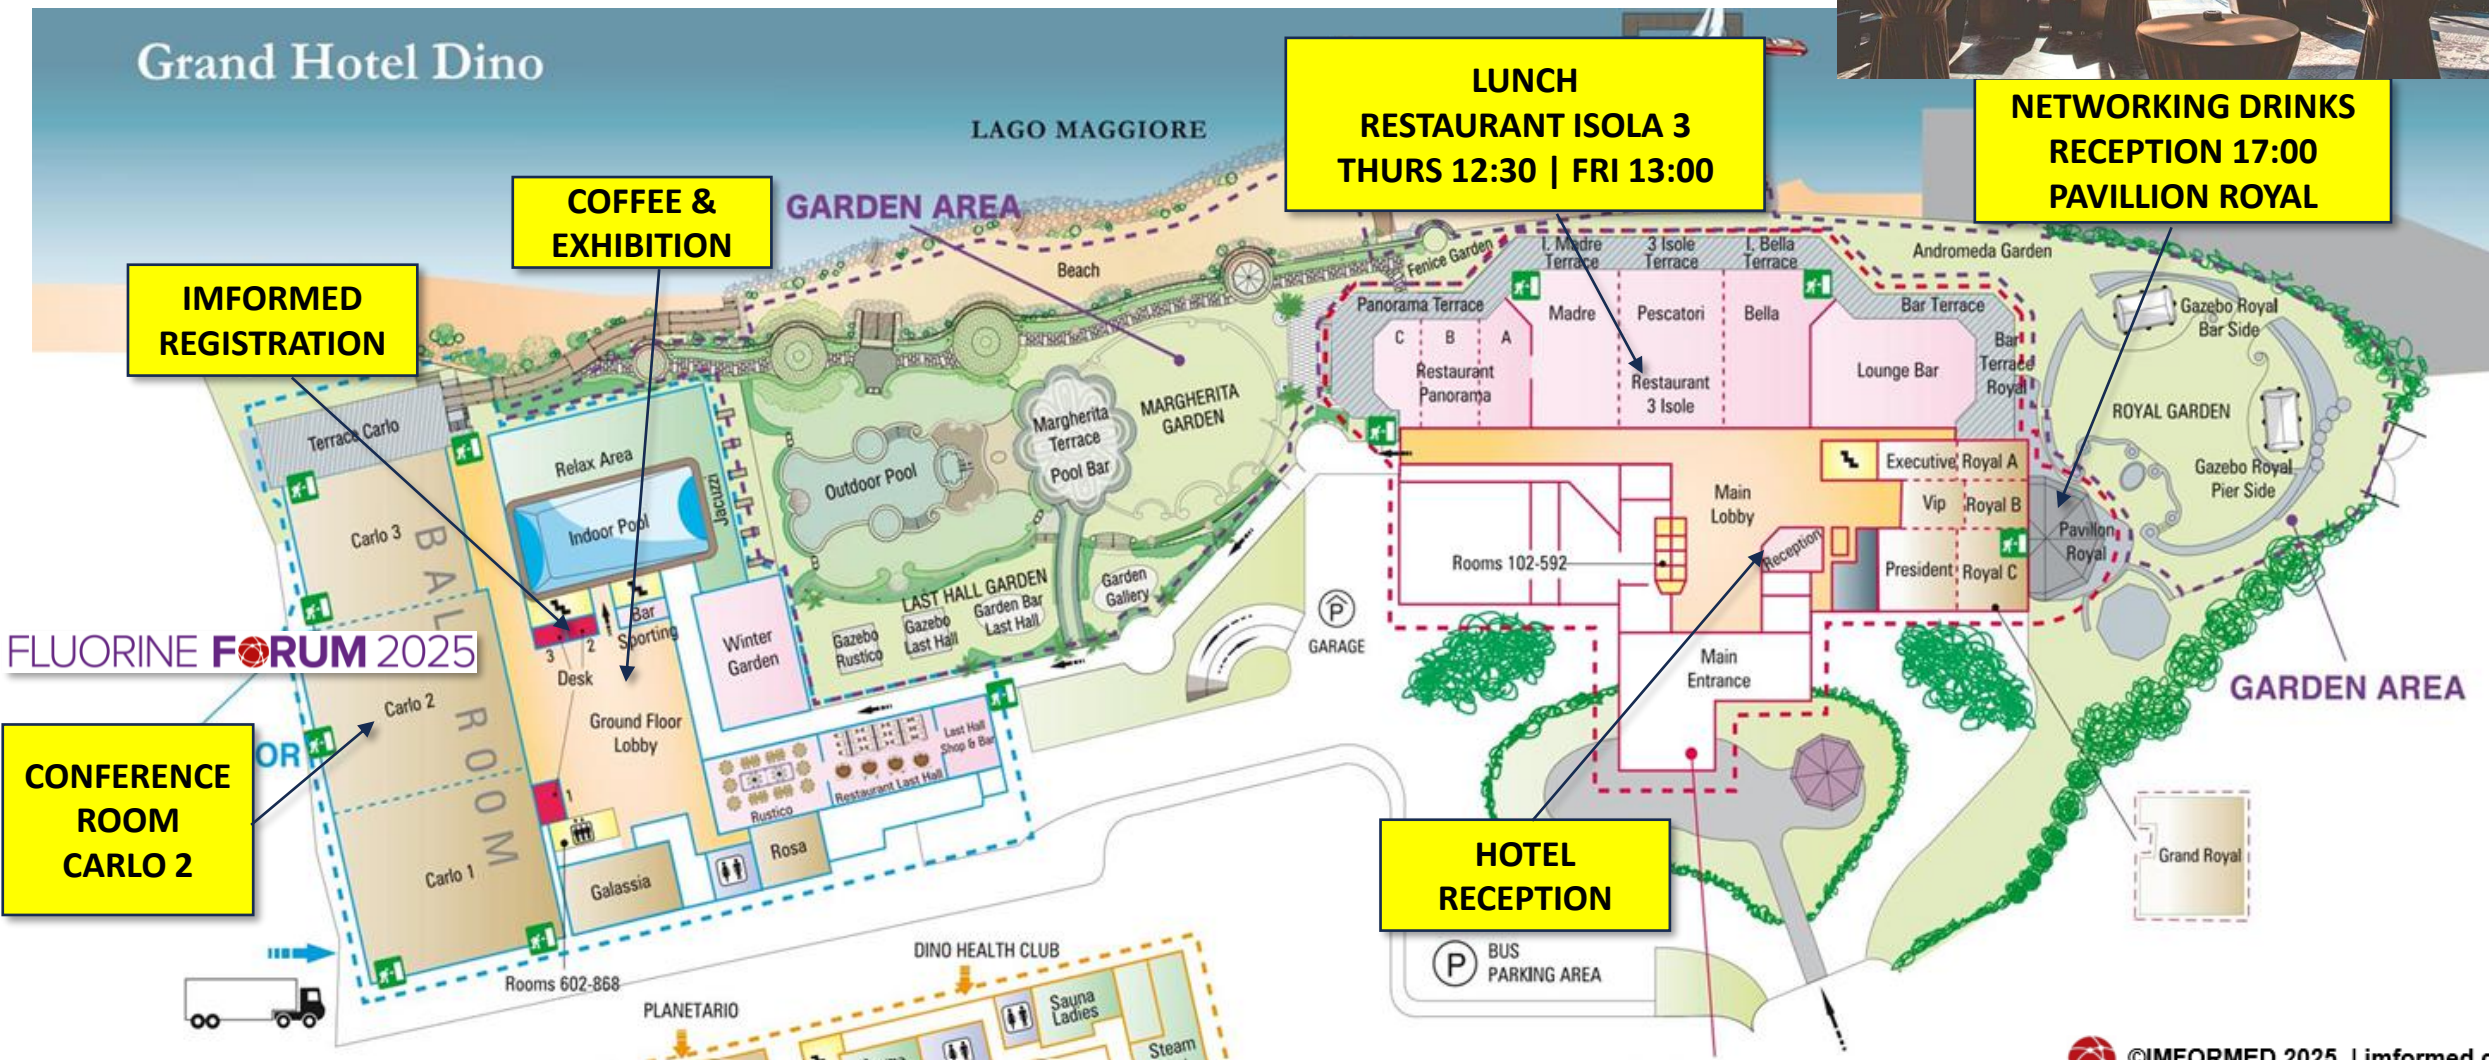 Grand Hotel Dino
LAGO MAGGIORE
LUNCH
RESTAURANT ISOLA 3
THURS 12:30 | FRI 13:00
NETWORKING DRINKS
RECEPTION 17:00
PAVILLION ROYAL
COFFEE &
EXHIBITION
GARDEN AREA
IMFORMED
REGISTRATION
Beach
Fenice Garden
I. Madre
Terrace
3 Isole
Terrace
I. Bella
Terrace
Andromeda Garden
Panorama Terrace
Madre
Pescatori
Bella
Bar Terrace
Gazebo Royal
Bar Side
C
B
A
Restaurant
Panorama
Restaurant
3 Isole
Lounge Bar
Bar
Terrace
Royal
ROYAL GARDEN
Gazebo Royal
Pier Side
Terrace Carlo
Relax Area
Jacuzzi
Indoor Pool
Outdoor Pool
Margherita
Terrace
Pool Bar
MARGHERITA
GARDEN
Carlo 3
BALL ROOM
Executive
Royal A
Vip
Royal B
President
Royal C
Pavillon
Royal
Main
Lobby
Reception
Rooms 102-592
Bar
Sporting
3
2
Desk
Winter
Garden
LAST HALL GARDEN
Gazebo
Rustico
Gazebo
Last Hall
Garden Bar
Last Hall
Garden
Gallery
P
GARAGE
FLUORINE FORUM 2025
Main
Entrance
GARDEN AREA
Carlo 2
Ground Floor
Lobby
OR
CONFERENCE
ROOM
CARLO 2
Last Hall
Shop & Bar
Restaurant Last Hall
Rustico
1
Carlo 1
Galassia
Rosa
HOTEL
RECEPTION
Grand Royal
Rooms 602-868
P
BUS
PARKING AREA
DINO HEALTH CLUB
PLANETARIO
Sauna
Ladies
Steam
©IMFORMED 2025 | imformed.c